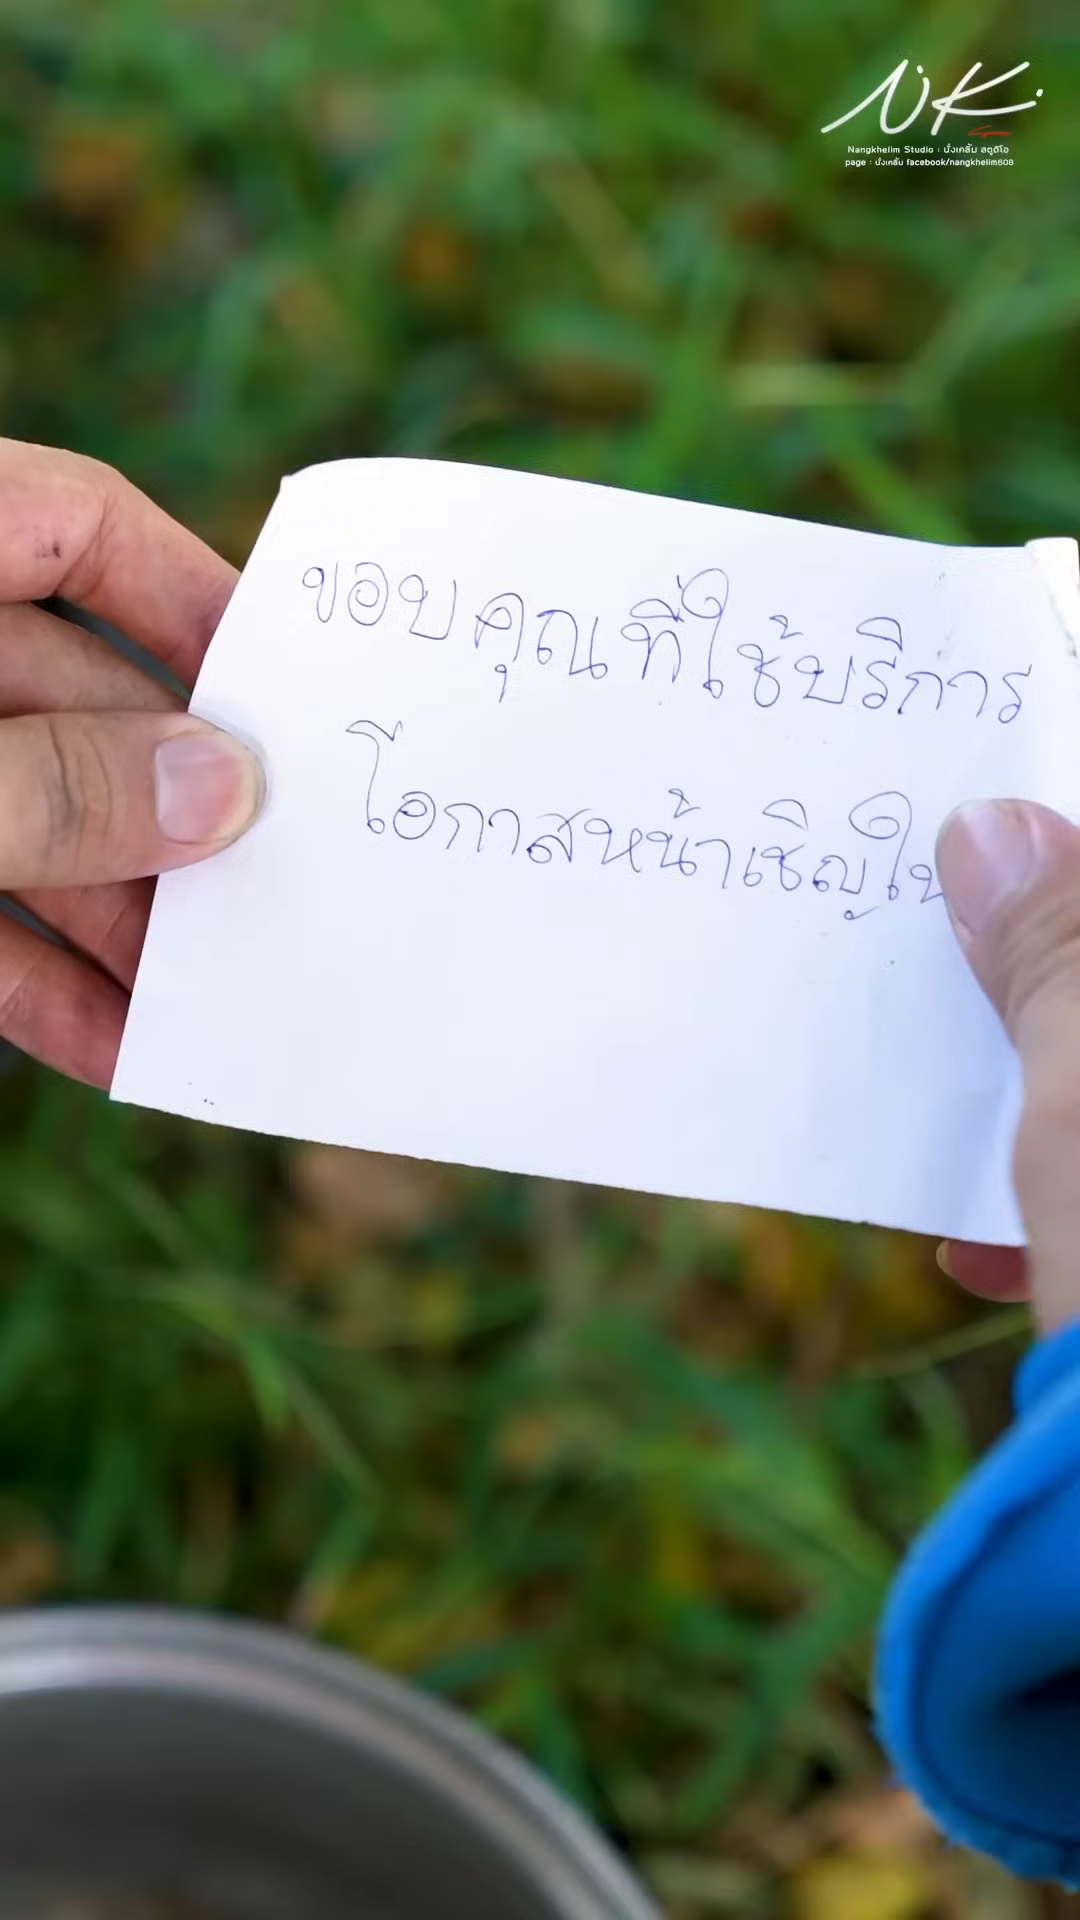 NK
Nangkhelim Studio : นั่งเคลิ้ม สตูดิโอ
page : นั่งเคลิ้ม facebook/nangkhelim608
ขอบคุณที่ใช้บริการ
โอกาสหน้าเชิญ